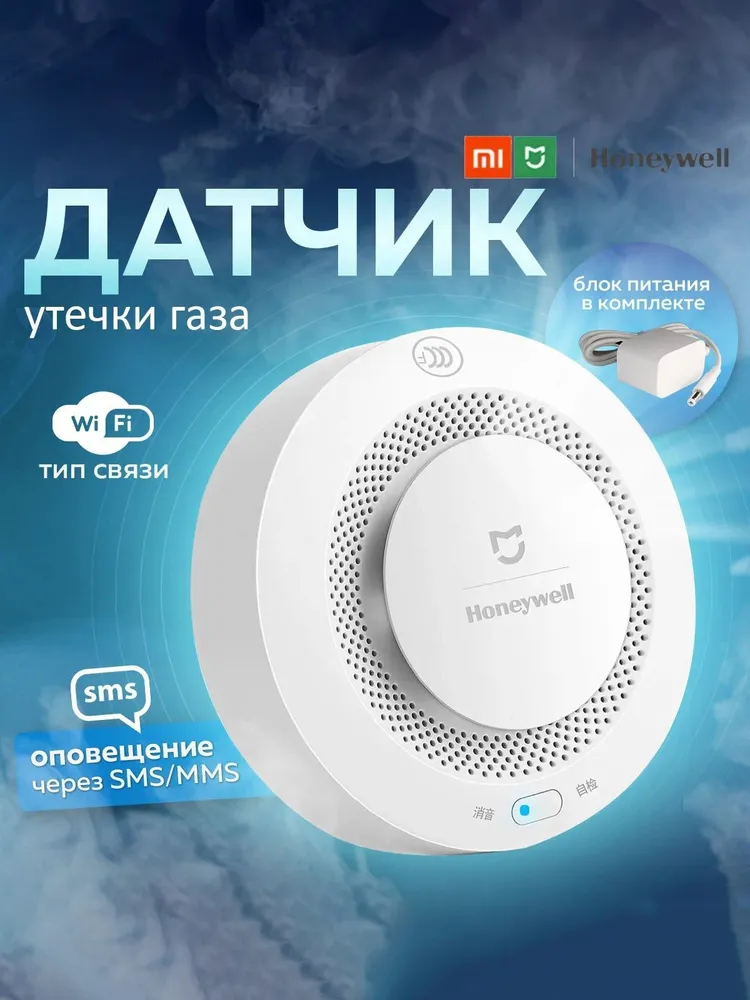 mi
Honeywell
ДАТЧИК
утечки газа
блок питания
в комплекте
Wi Fi
тип связи
Honeywell
sms
оповещение
через SMS/MMS
消音
自检